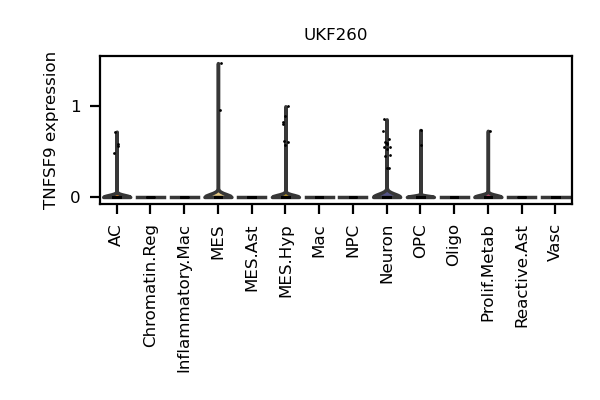 UKF260
TNFSF9 expression
1
0
AC
Chromatin.Reg
Inflammatory.Mac
MES
MES.Ast
MES.Hyp
Mac
NPC
Neuron
OPC
Oligo
Prolif.Metab
Reactive.Ast
Vasc